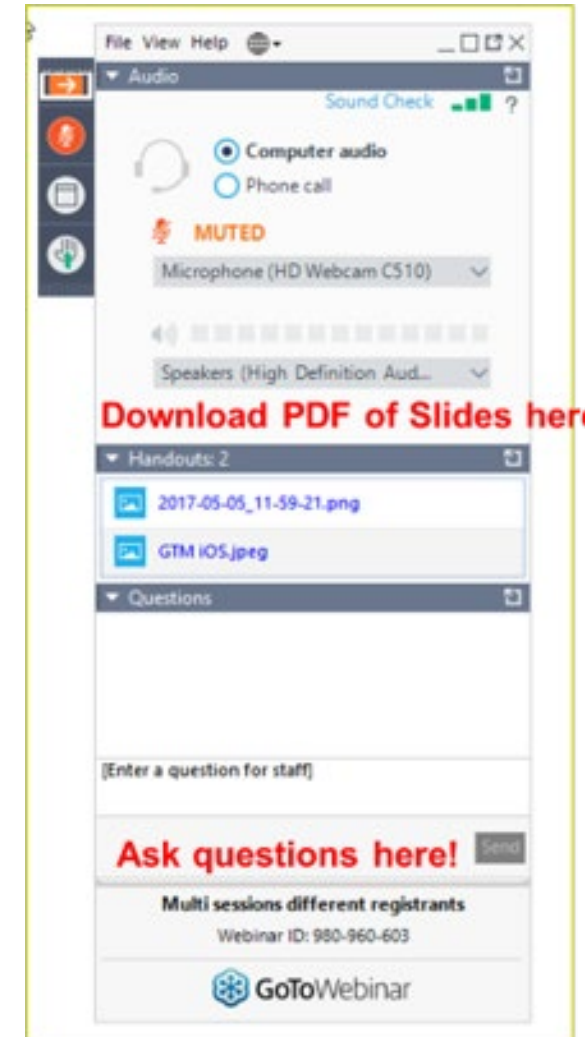 File View Help
Audio
Sound Check ?
Computer audio
Phone call
MUTED
Microphone (HD Webcam C510)
Speakers (High Definition Aud...
Download PDF of Slides here
Handouts: 2
2017-05-05_11-59-21.png
GTM iOS.jpeg
Questions
[Enter a question for staff]
Ask questions here! Send
Multi sessions different registrants
Webinar ID: 980-960-603
GoToWebinar